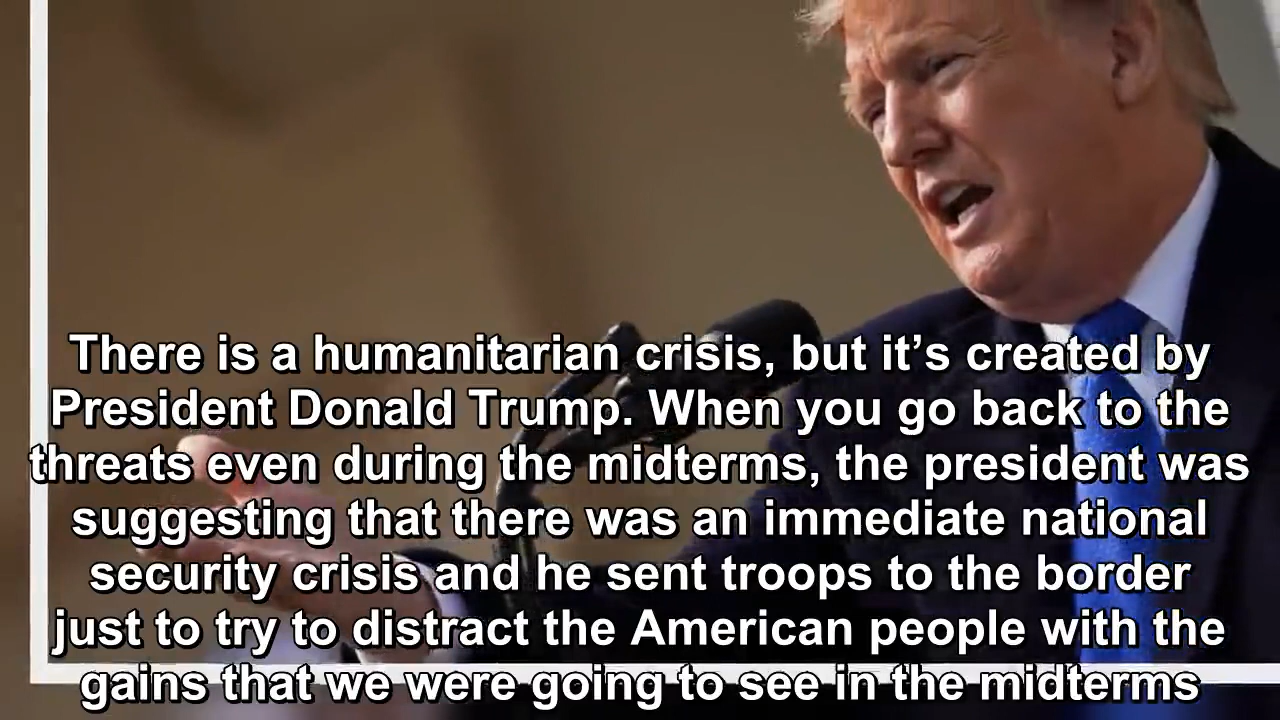 There is a humanitarian crisis, but it’s created by
President Donald Trump. When you go back to the
threats even during the midterms, the president was
suggesting that there was an immediate national
security crisis and he sent troops to the border
just to try to distract the American people with the
gains that we were going to see in the midterms